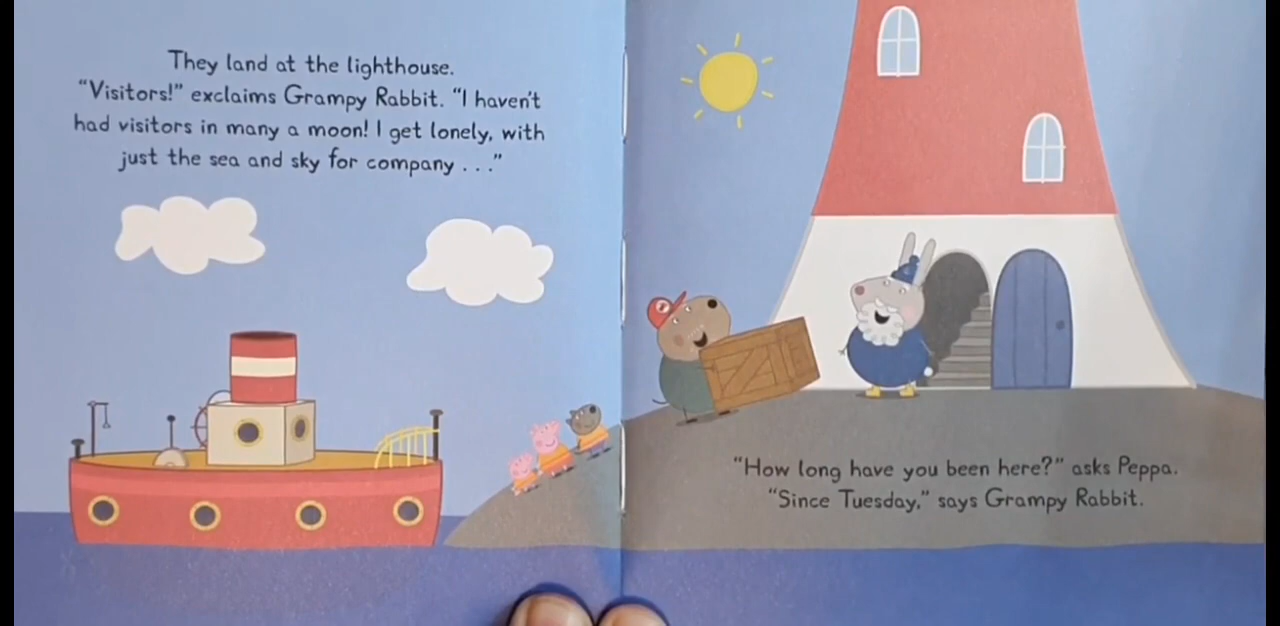 They land at the lighthouse.
“Visitors!” exclaims Grampy Rabbit. “I haven't
had visitors in many a moon! I get lonely, with
just the sea and sky for company . . .”
“How long have you been here?” asks Peppa.
“Since Tuesday,” says Grampy Rabbit.